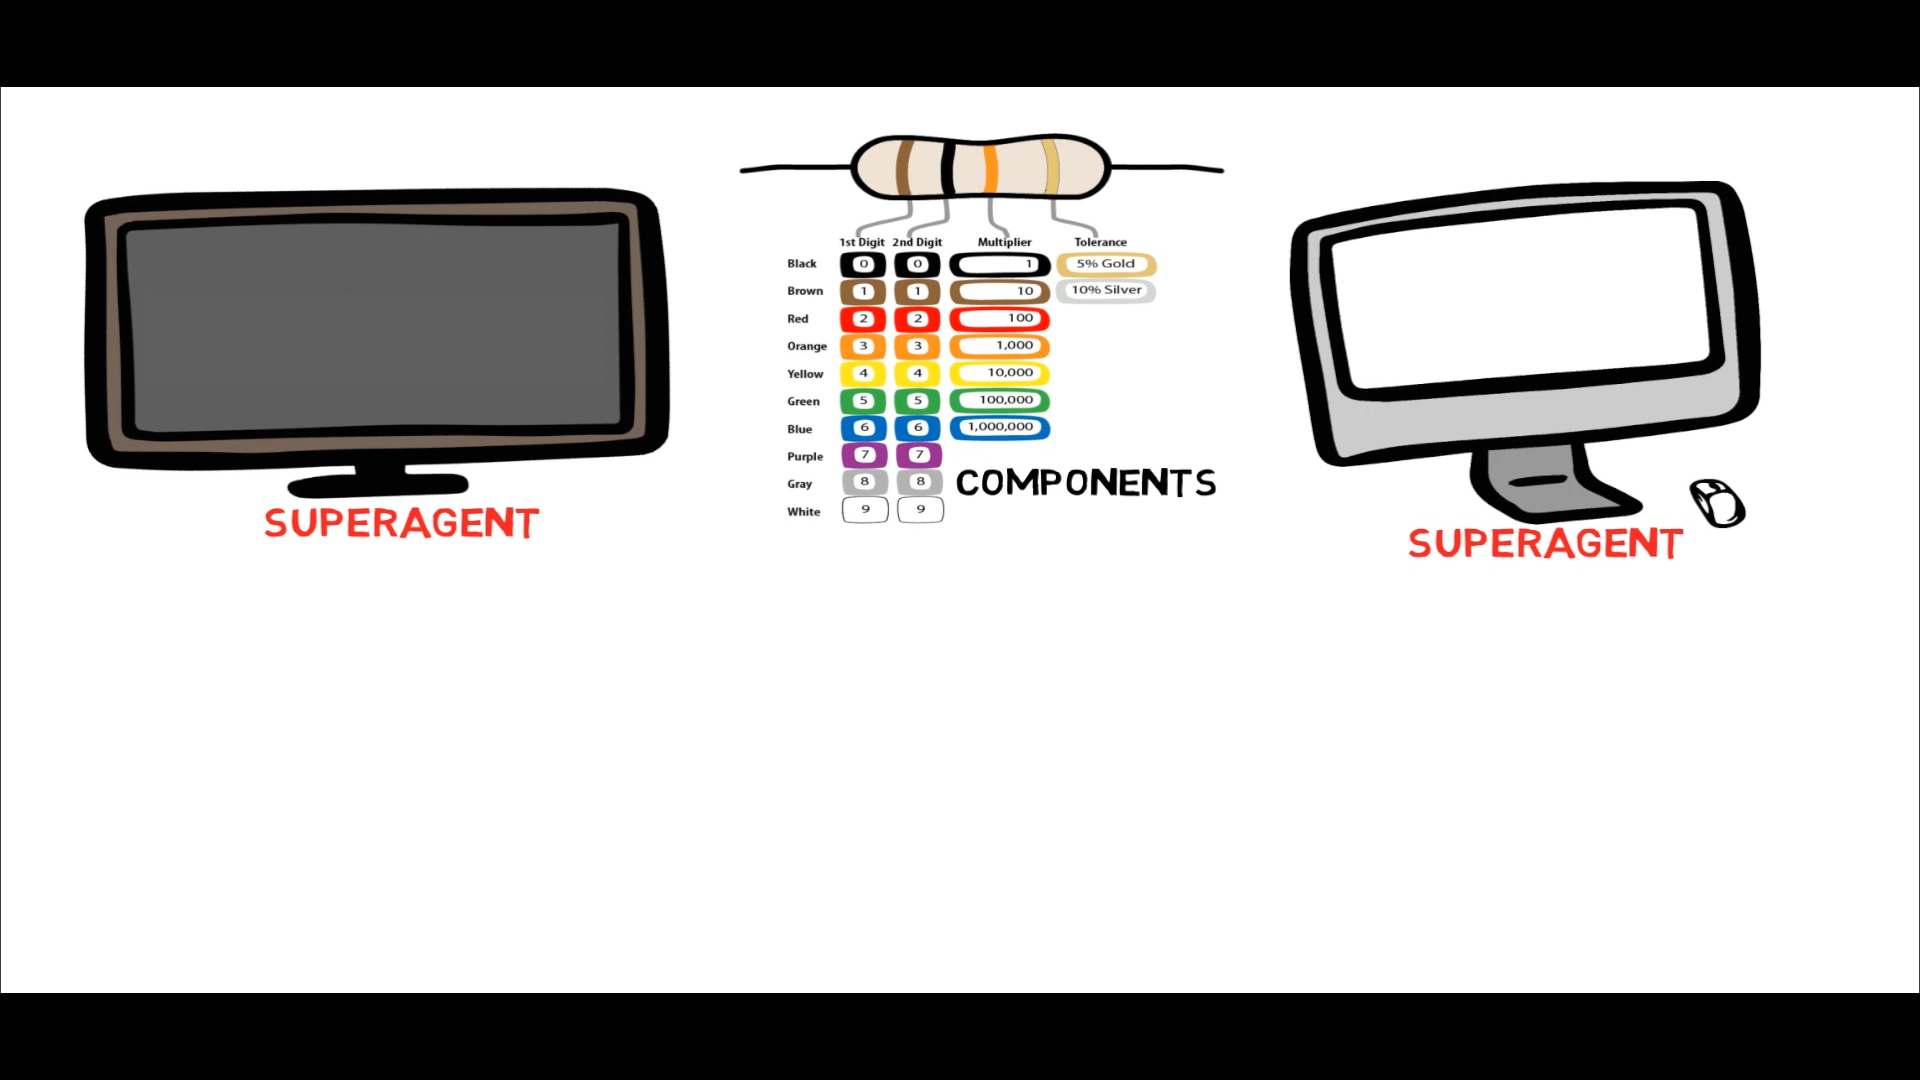 1st Digit 2nd Digit Multiplier Tolerance
Black 0 0 1 5% Gold
Brown 1 1 10 10% Silver
Red 2 2 100
Orange 3 3 1,000
Yellow 4 4 10,000
Green 5 5 100,000
Blue 6 6 1,000,000
Purple 7 7
Gray 8 8
White 9 9
COMPONENTS
SUPERAGENT
SUPERAGENT